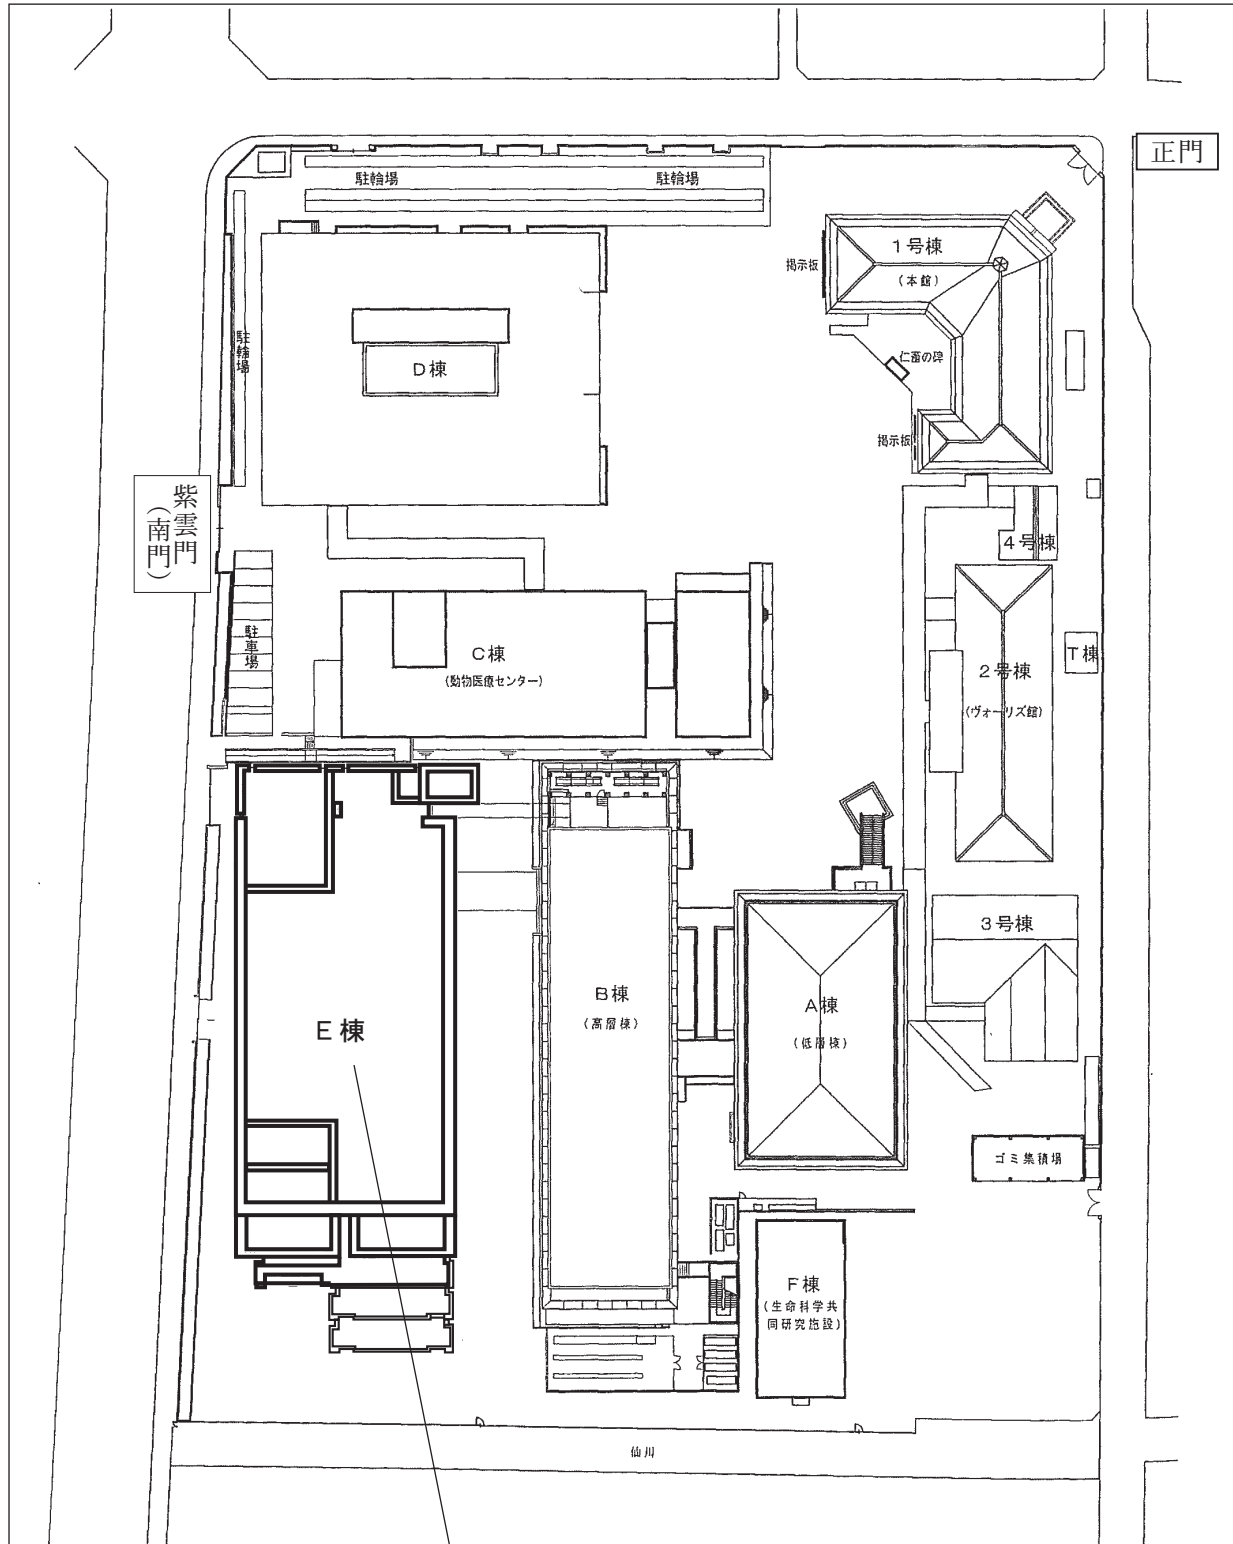 正門
駐輪場
駐輪場
1号棟
(本館)
掲示板
駐輪場
D棟
仁畜の碑
掲示板
紫雲門
(南門)
4号棟
駐車場
C棟
(動物医療センター)
2号棟
(ヴォーリズ館)
T棟
3号棟
B棟
(高層棟)
A棟
(低層棟)
E棟
ゴミ集積場
F棟
(生命科学共
同研究施設)
仙川